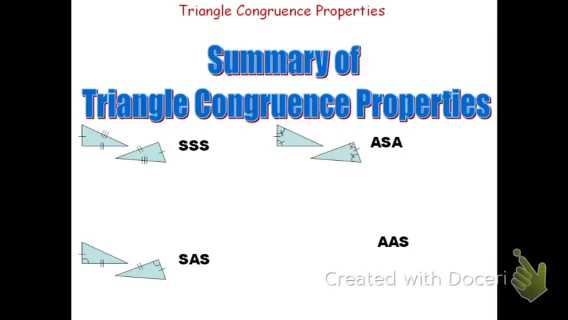 Triangle Congruence Properties
Summary of
Triangle Congruence Properties
SSS
ASA
SAS
AAS
Created with Doceri